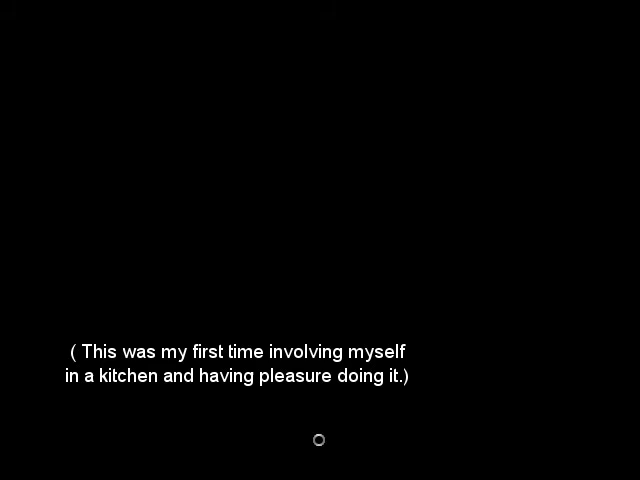 ( This was my first time involving myself
in a kitchen and having pleasure doing it.)